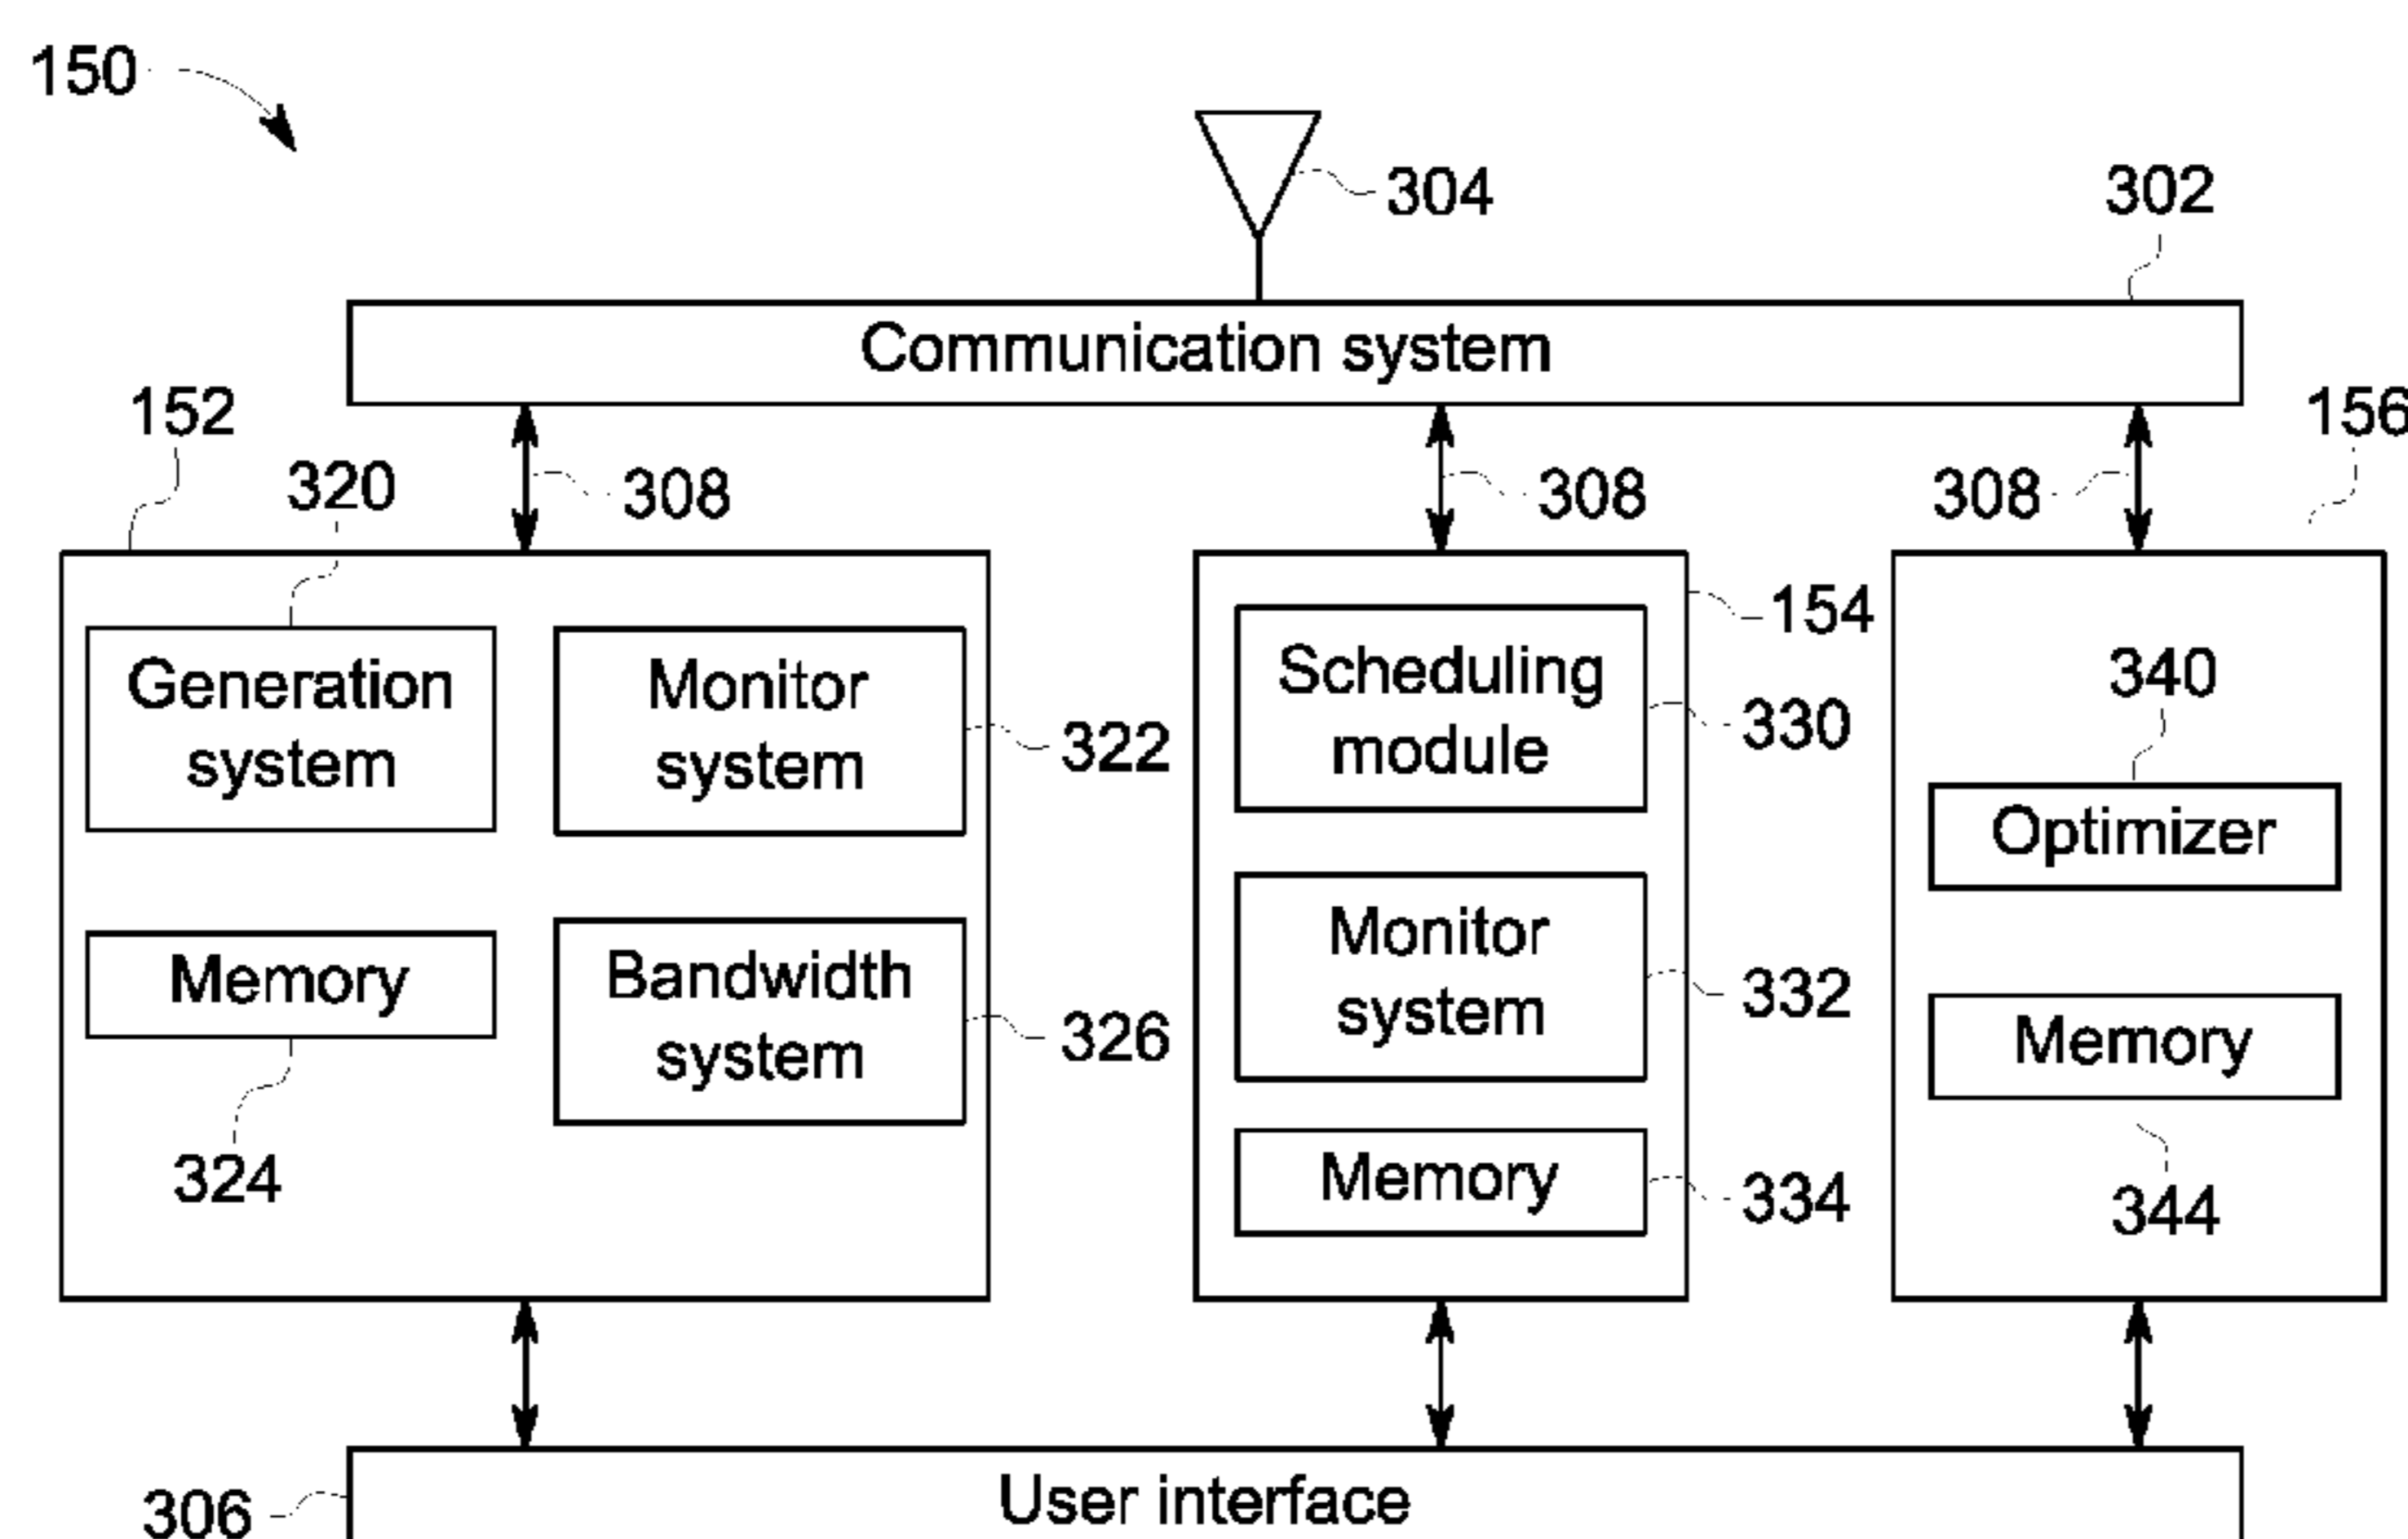 150
304
302
Communication system
152
156
320
308
308
308
154
Generation
system
Monitor
system
322
Scheduling
module
330
340
Optimizer
Memory
Bandwidth
system
326
Monitor
system
332
Memory
324
Memory
334
344
User interface
306